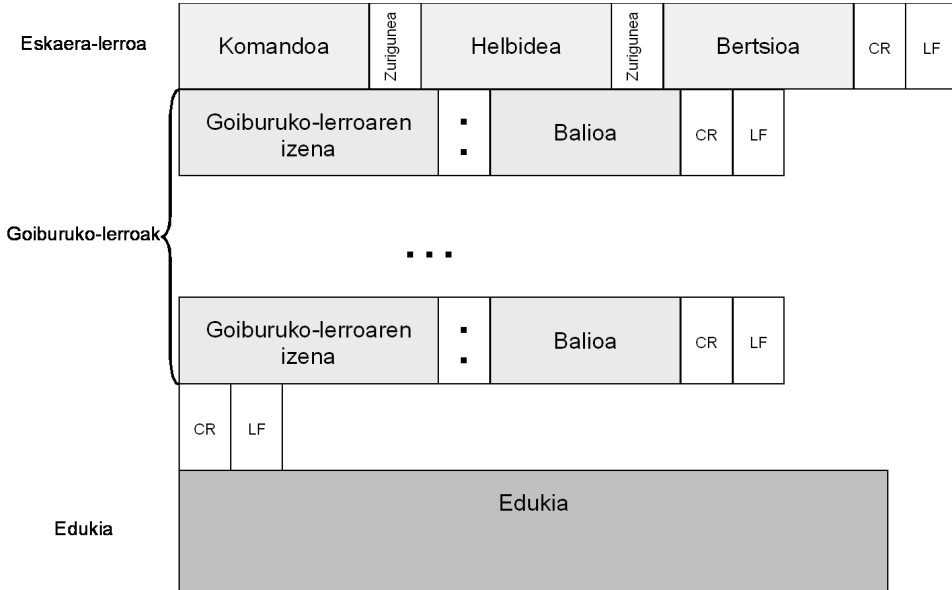 Eskaera-lerroa
Komandoa
Zurigunea
Helbidea
Zurigunea
Bertsioa
CR
LF
Goiburuko-lerroak
Goiburuko-lerroaren
izena
:
Balioa
CR
LF
...
Goiburuko-lerroaren
izena
:
Balioa
CR
LF
CR
LF
Edukia
Edukia